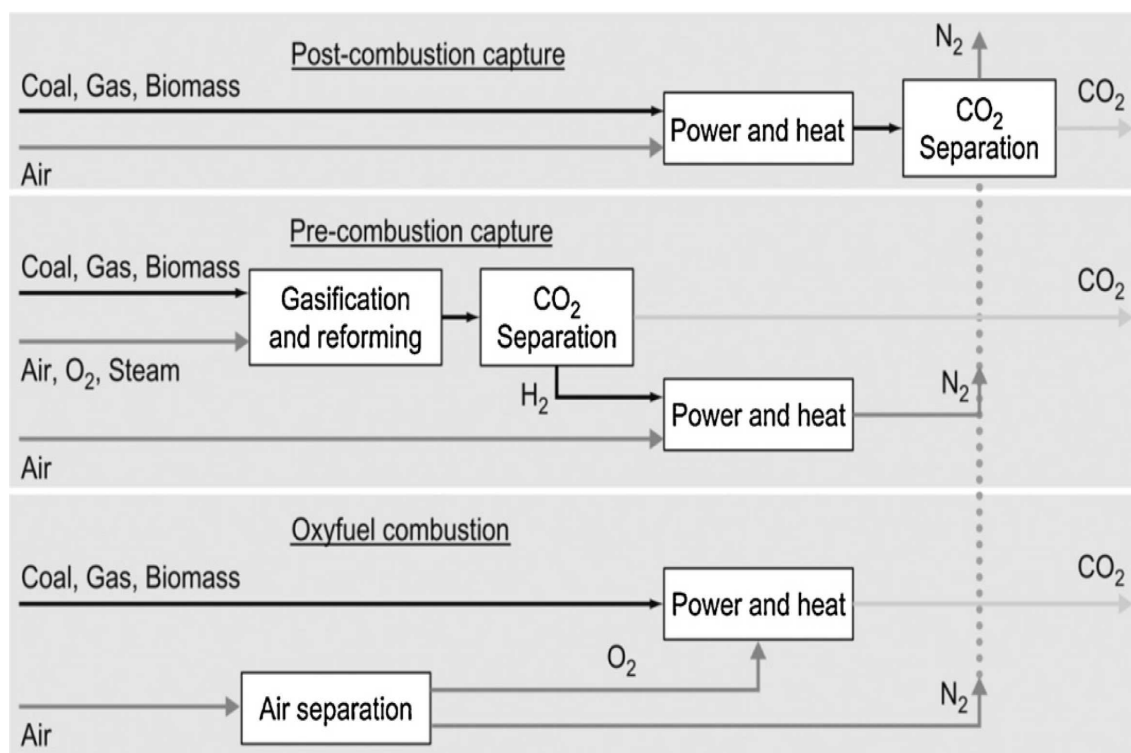 Post-combustion capture
N₂
Coal, Gas, Biomass
CO₂
Power and heat
CO₂
Separation
Air
Pre-combustion capture
Coal, Gas, Biomass
CO₂
Gasification
and reforming
CO₂
Separation
Air, O₂, Steam
H₂
N₂
Power and heat
Air
Oxyfuel combustion
Coal, Gas, Biomass
CO₂
Power and heat
O₂
Air separation
N₂
Air